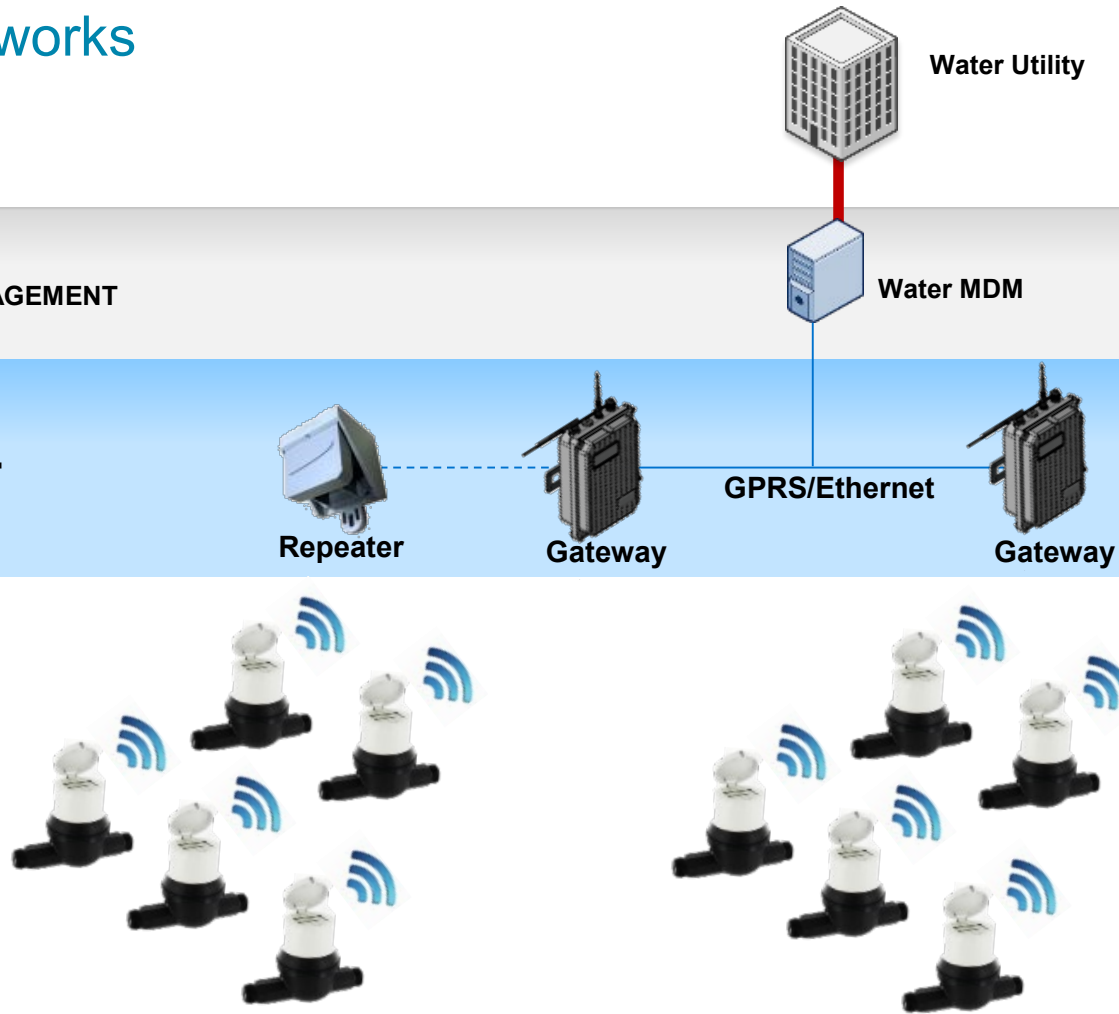 works
Water Utility
AGEMENT
Water MDM
GPRS/Ethernet
Repeater
Gateway
Gateway